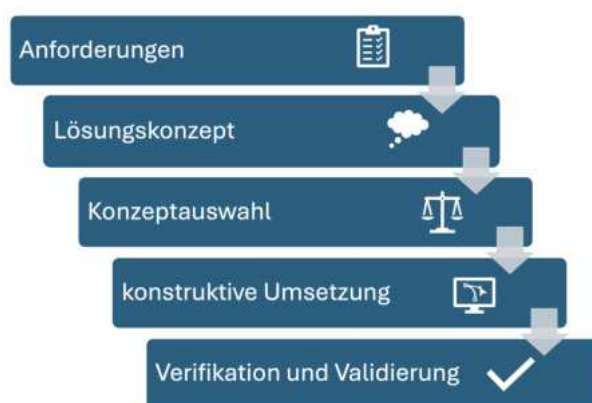 Anforderungen
Lösungskonzept
Konzeptauswahl
konstruktive Umsetzung
Verifikation und Validierung